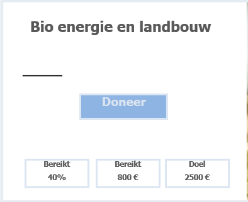 Bio energie en landbouw
Doneer
Bereikt Bereikt Doel
40% 800 € 2500 €